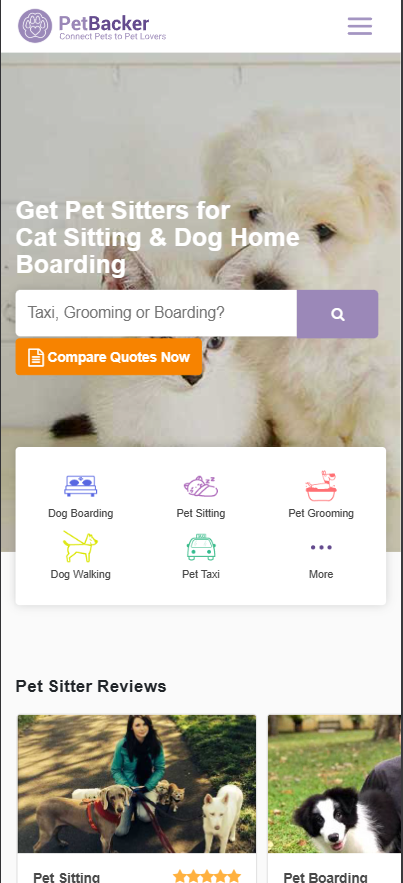 PetBacker
Connect Pets to Pet Lovers
Get Pet Sitters for
Cat Sitting & Dog Home
Boarding
Taxi, Grooming or Boarding?
Compare Quotes Now
Dog Boarding
Pet Sitting
Pet Grooming
Dog Walking
Pet Taxi
More
Pet Sitter Reviews
Pet Sitting
Pet Boarding